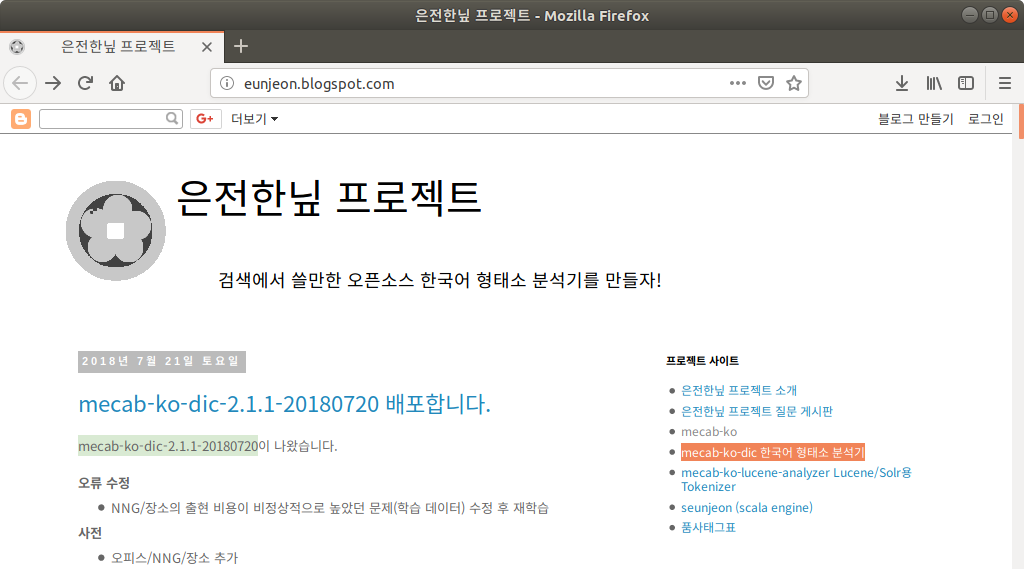 은전한닢 프로젝트 - Mozilla Firefox
은전한닢 프로젝트
eunjeon.blogspot.com
G+ 더보기
블로그 만들기 로그인
은전한닢 프로젝트
검색에서 쓸만한 오픈소스 한국어 형태소 분석기를 만들자!
2018년 7월 21일 토요일
mecab-ko-dic-2.1.1-20180720 배포합니다.
mecab-ko-dic-2.1.1-20180720이 나왔습니다.
오류 수정
NNG/장소의 출현 비용이 비정상적으로 높았던 문제(학습 데이터) 수정 후 재학습
사전
오피스/NNG/장소 추가
프로젝트 사이트
은전한닢 프로젝트 소개
은전한닢 프로젝트 질문 게시판
mecab-ko
mecab-ko-dic 한국어 형태소 분석기
mecab-ko-lucene-analyzer Lucene/Solr용
Tokenizer
seunjeon (scala engine)
품사태그표